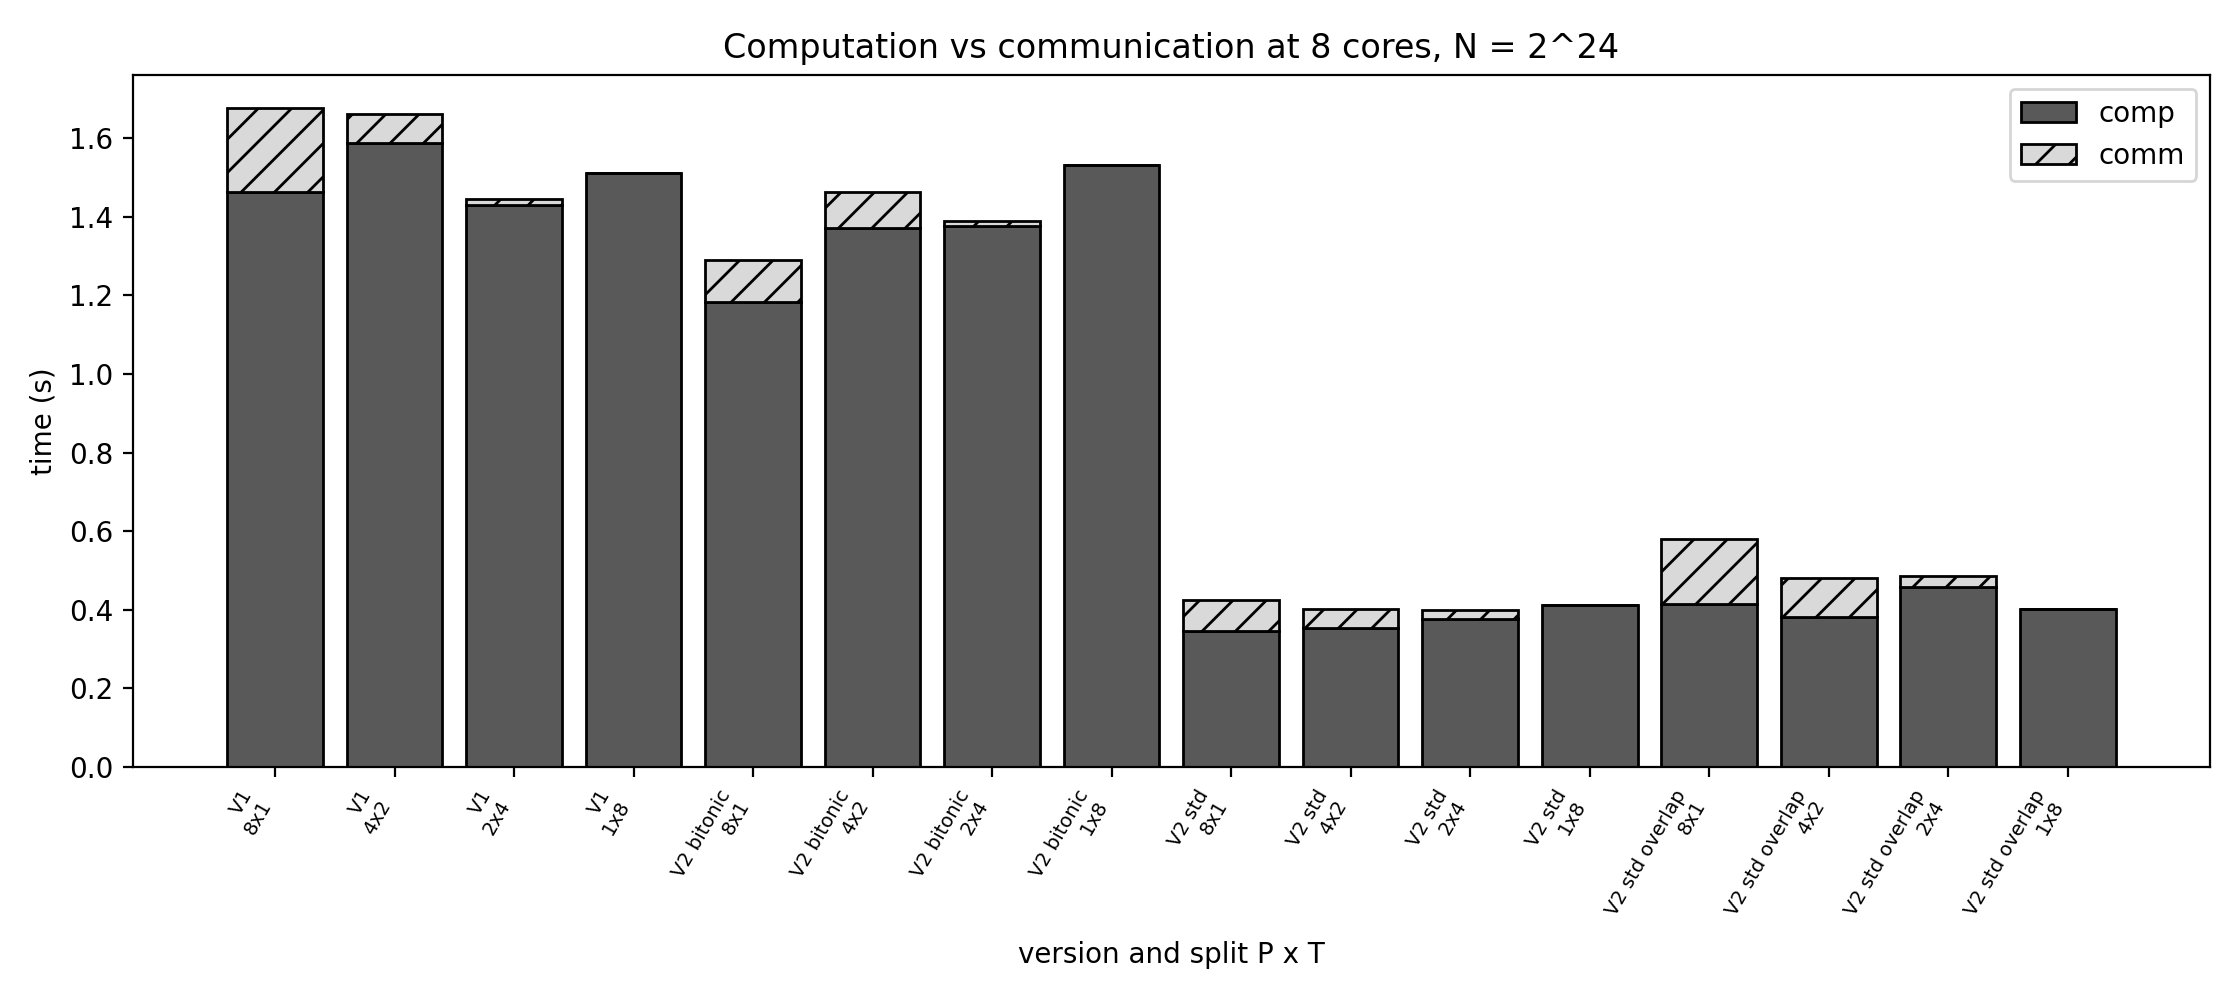 Computation vs communication at 8 cores, N = 2^24
comp
comm
time (s)
1.6
1.4
1.2
1.0
0.8
0.6
0.4
0.2
0.0
V1
8x1
V1
4x2
V1
2x4
V1
1x8
V2 bitonic
8x1
V2 bitonic
4x2
V2 bitonic
2x4
V2 bitonic
1x8
V2 std
8x1
V2 std
4x2
V2 std
2x4
V2 std
1x8
V2 std overlap
8x1
V2 std overlap
4x2
V2 std overlap
2x4
V2 std overlap
1x8
version and split P x T